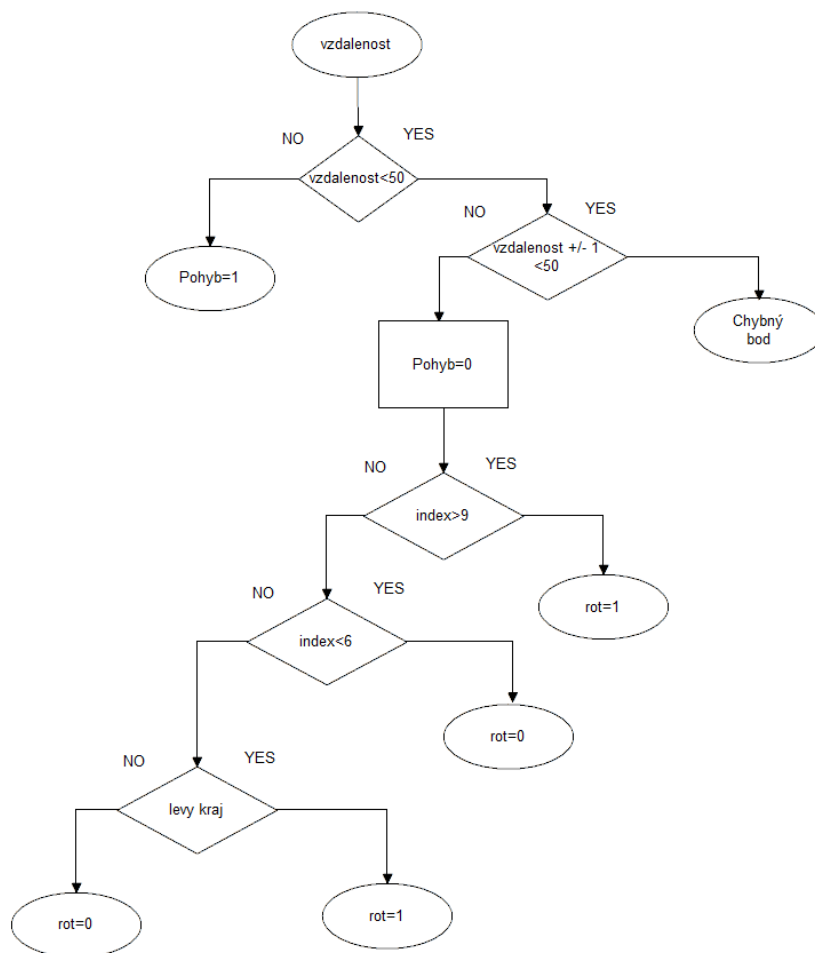 vzdalenost
NO
YES
vzdalenost<50
NO
YES
vzdalenost +/- 1
<50
Pohyb=1
Chybný
bod
Pohyb=0
NO
YES
index>9
NO
YES
rot=1
index<6
rot=0
NO
YES
levy kraj
rot=0
rot=1